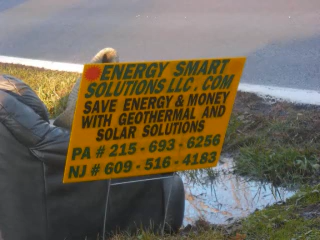 ENERGY SMART
SOLUTIONS LLC. COM
SAVE ENERGY & MONEY
WITH GEOTHERMAL AND
SOLAR SOLUTIONS
PA # 215 - 693 - 6256
NJ # 609 - 516 - 4183